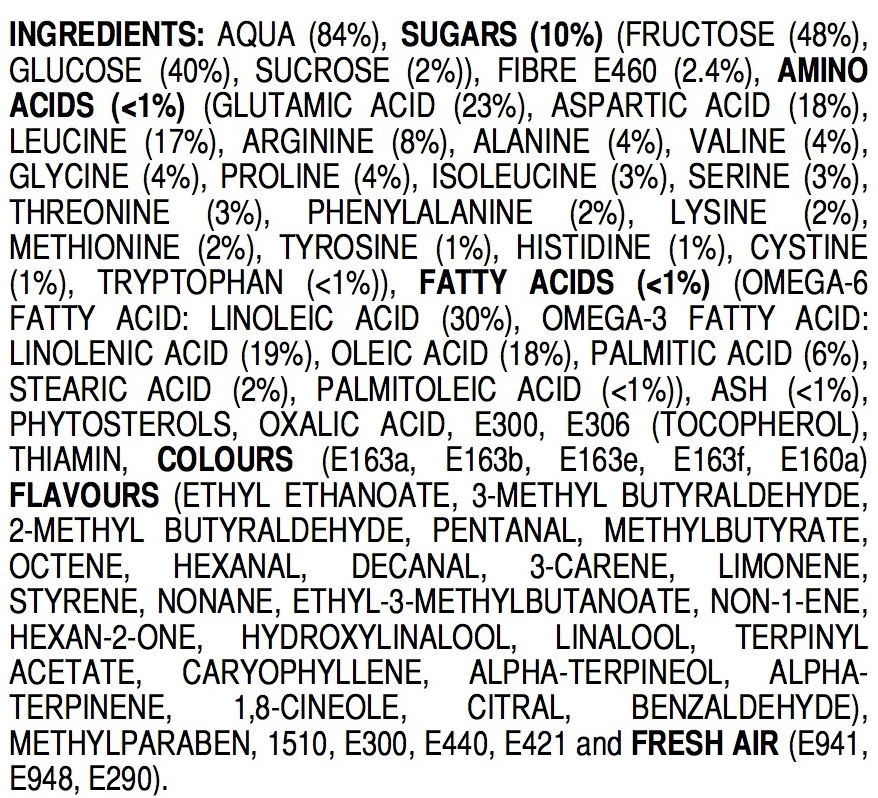 INGREDIENTS: AQUA (84%), SUGARS (10%) (FRUCTOSE (48%),
GLUCOSE (40%), SUCROSE (2%)), FIBRE E460 (2.4%), AMINO
ACIDS (<1%) (GLUTAMIC ACID (23%), ASPARTIC ACID (18%),
LEUCINE (17%), ARGININE (8%), ALANINE (4%), VALINE (4%),
GLYCINE (4%), PROLINE (4%), ISOLEUCINE (3%), SERINE (3%),
THREONINE (3%), PHENYLALANINE (2%), LYSINE (2%),
METHIONINE (2%), TYROSINE (1%), HISTIDINE (1%), CYSTINE
(1%), TRYPTOPHAN (<1%)), FATTY ACIDS (<1%) (OMEGA-6
FATTY ACID: LINOLEIC ACID (30%), OMEGA-3 FATTY ACID:
LINOLENIC ACID (19%), OLEIC ACID (18%), PALMITIC ACID (6%),
STEARIC ACID (2%), PALMITOLEIC ACID (<1%)), ASH (<1%),
PHYTOSTEROLS, OXALIC ACID, E300, E306 (TOCOPHEROL),
THIAMIN, COLOURS (E163a, E163b, E163e, E163f, E160a)
FLAVOURS (ETHYL ETHANOATE, 3-METHYL BUTYRALDEHYDE,
2-METHYL BUTYRALDEHYDE, PENTANAL, METHYLBUTYRATE,
OCTENE, HEXANAL, DECANAL, 3-CARENE, LIMONENE,
STYRENE, NONANE, ETHYL-3-METHYLBUTANOATE, NON-1-ENE,
HEXAN-2-ONE, HYDROXYLINALOOL, LINALOOL, TERPINYL
ACETATE, CARYOPHYLLENE, ALPHA-TERPINEOL, ALPHA-
TERPINENE, 1,8-CINEOLE, CITRAL, BENZALDEHYDE),
METHYLPARABEN, 1510, E300, E440, E421 and FRESH AIR (E941,
E948, E290).